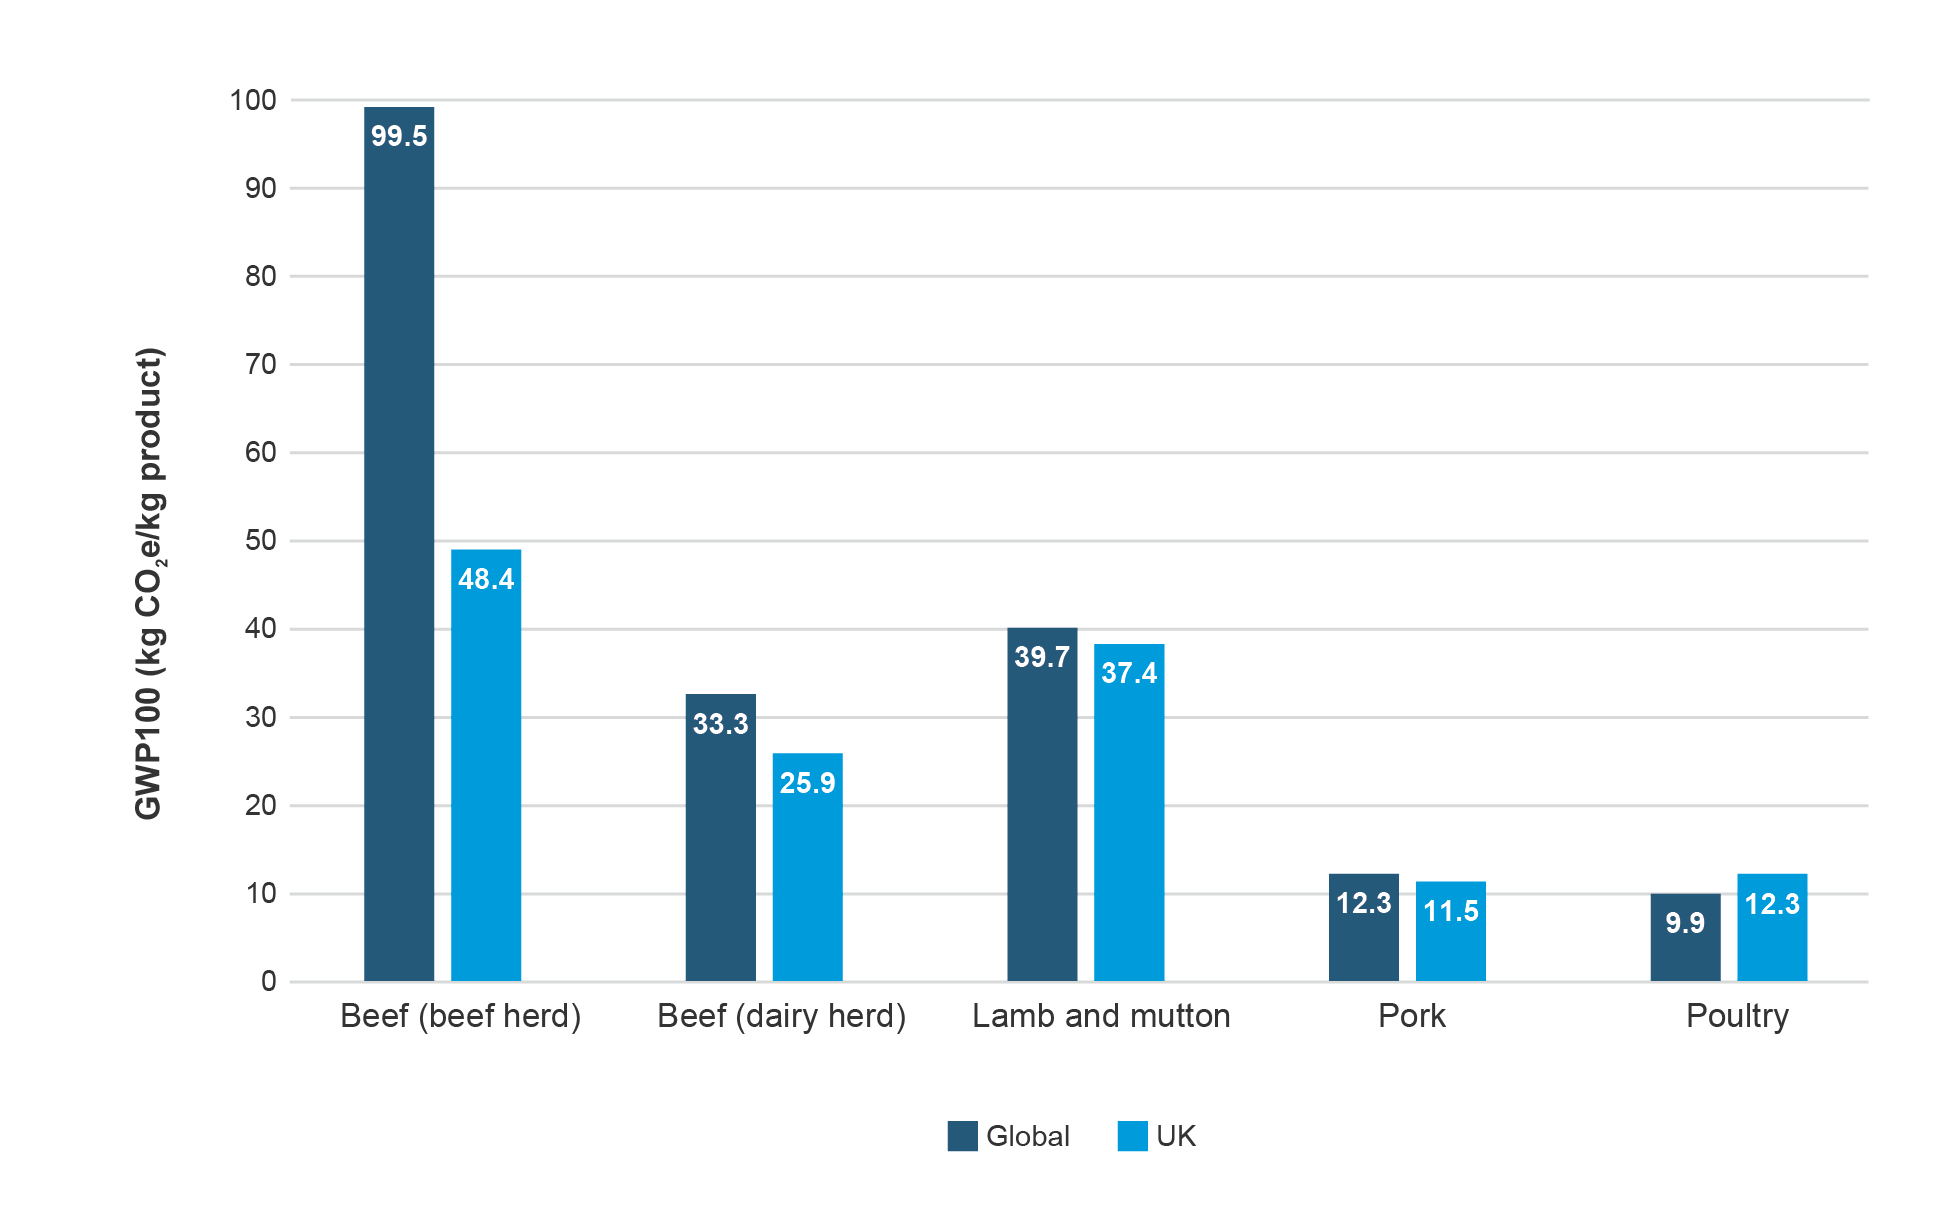 GWP100 (kg CO₂e/kg product)
100
90
80
70
60
50
40
30
20
10
0
99.5
48.4
33.3
25.9
39.7
37.4
12.3
11.5
9.9
12.3
Beef (beef herd)
Beef (dairy herd)
Lamb and mutton
Pork
Poultry
Global
UK